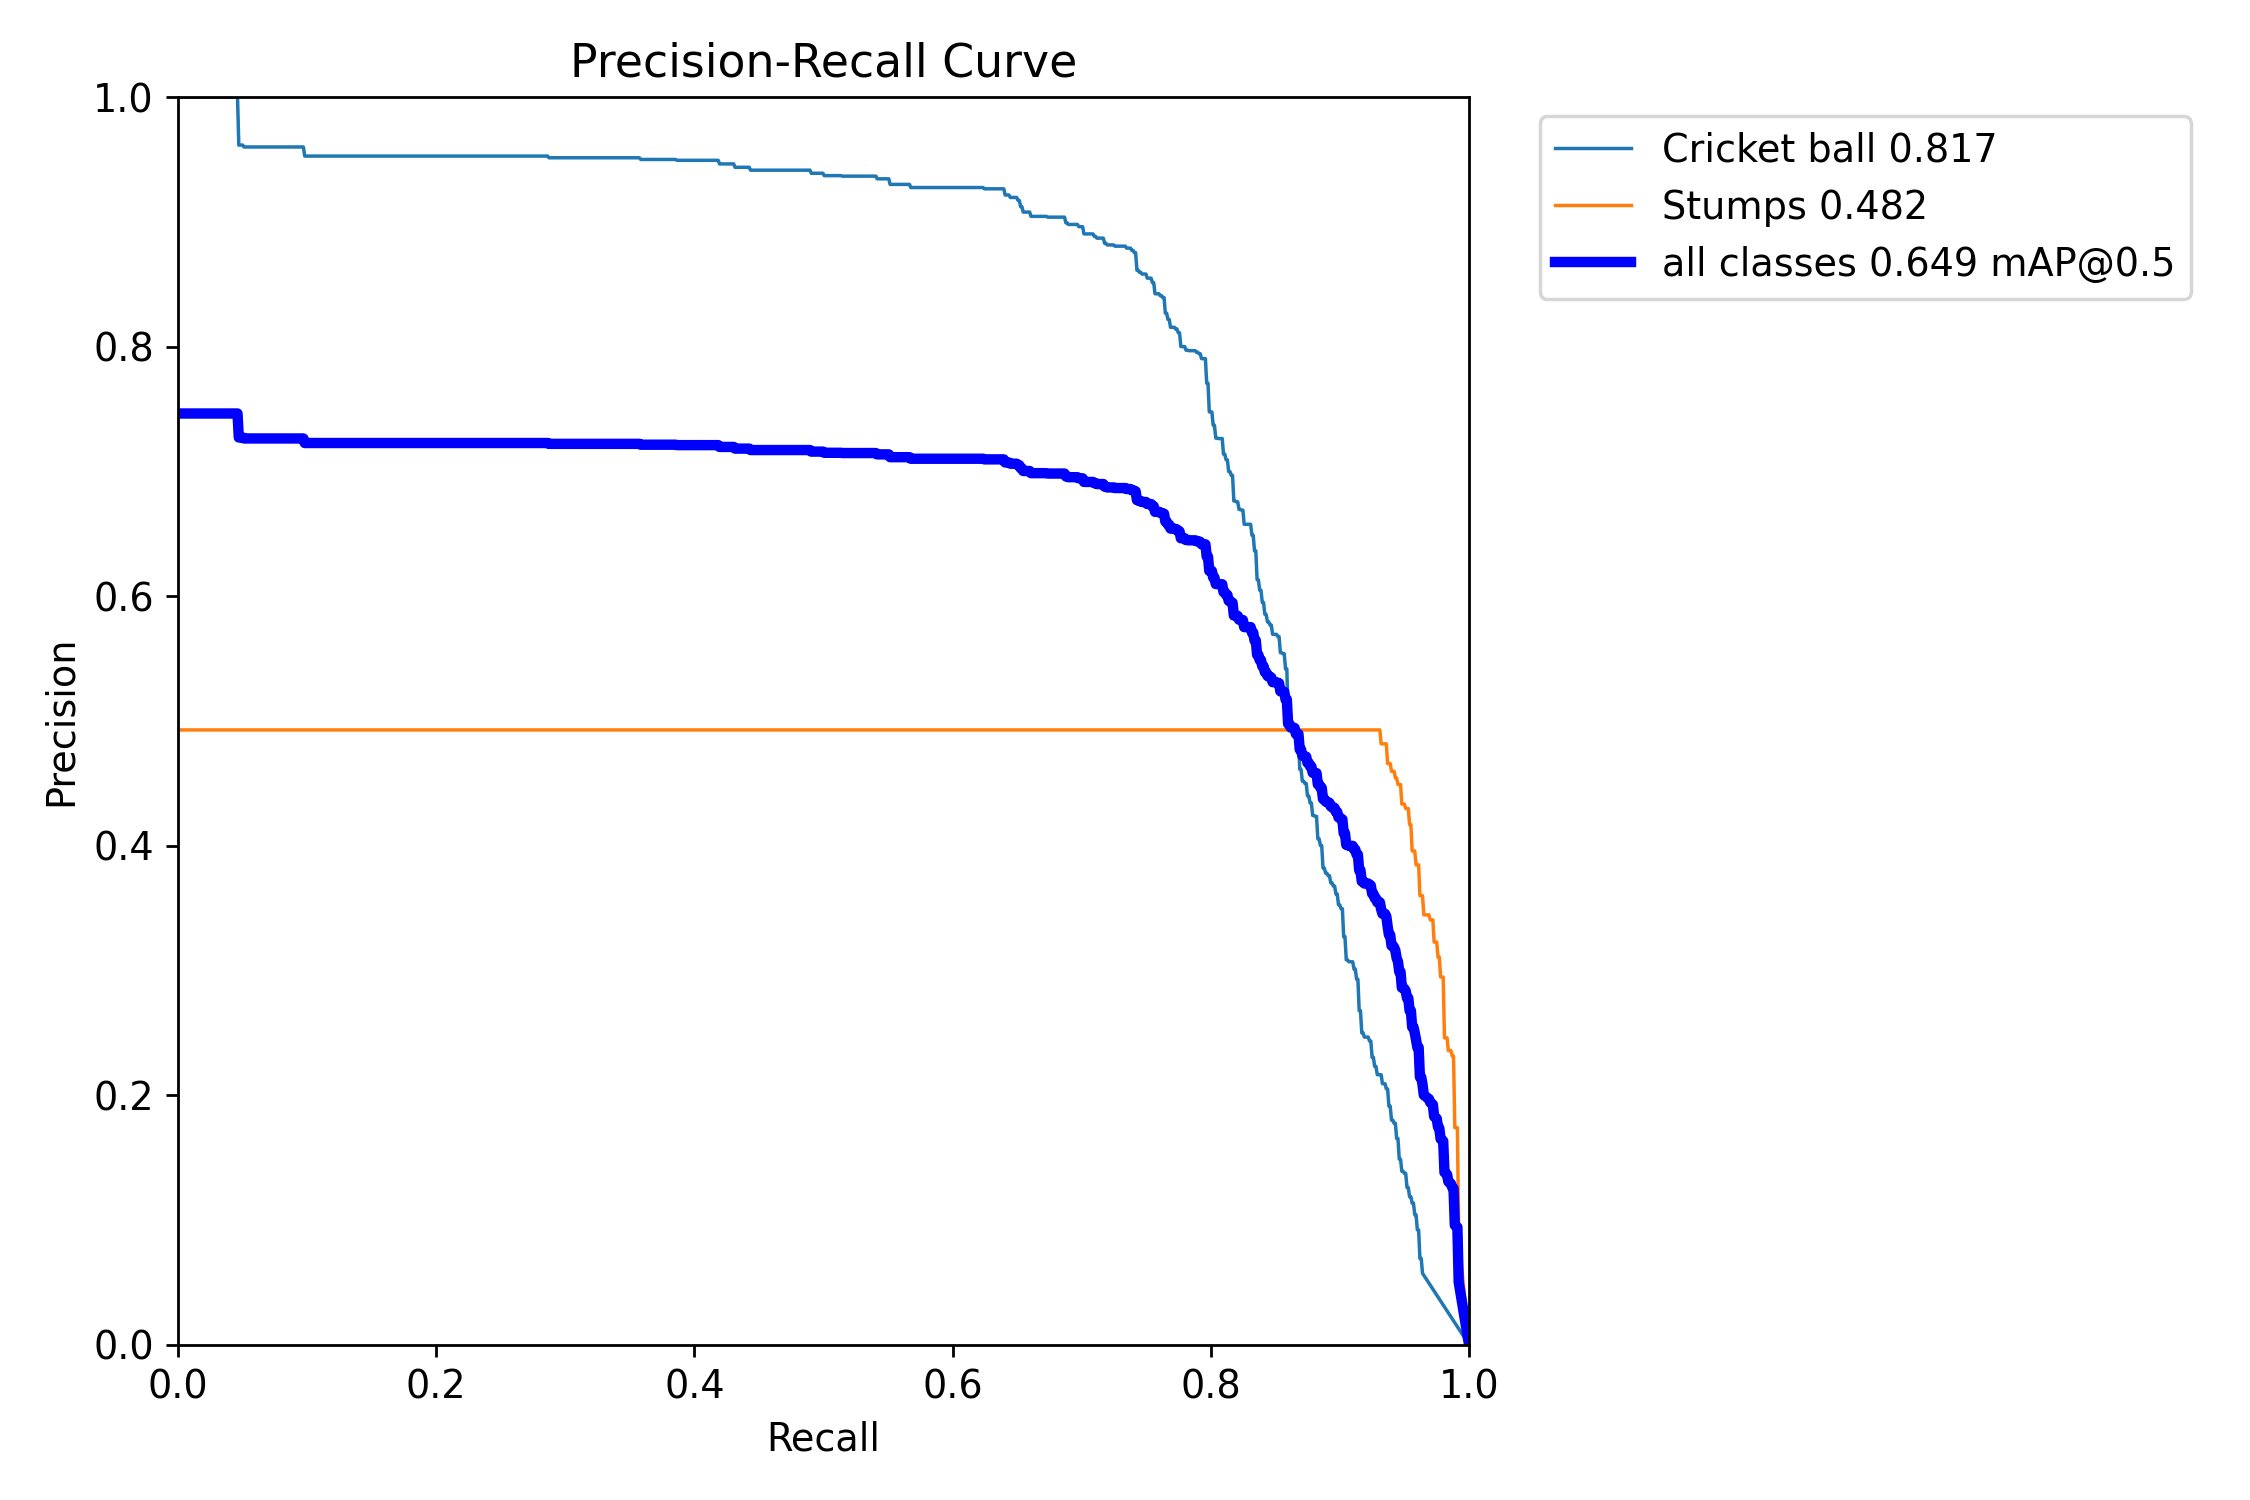 Precision-Recall Curve
1.0
0.8
0.6
0.4
0.2
0.0
Precision
0.0 0.2 0.4 0.6 0.8 1.0
Recall
Cricket ball 0.817
Stumps 0.482
all classes 0.649 mAP@0.5